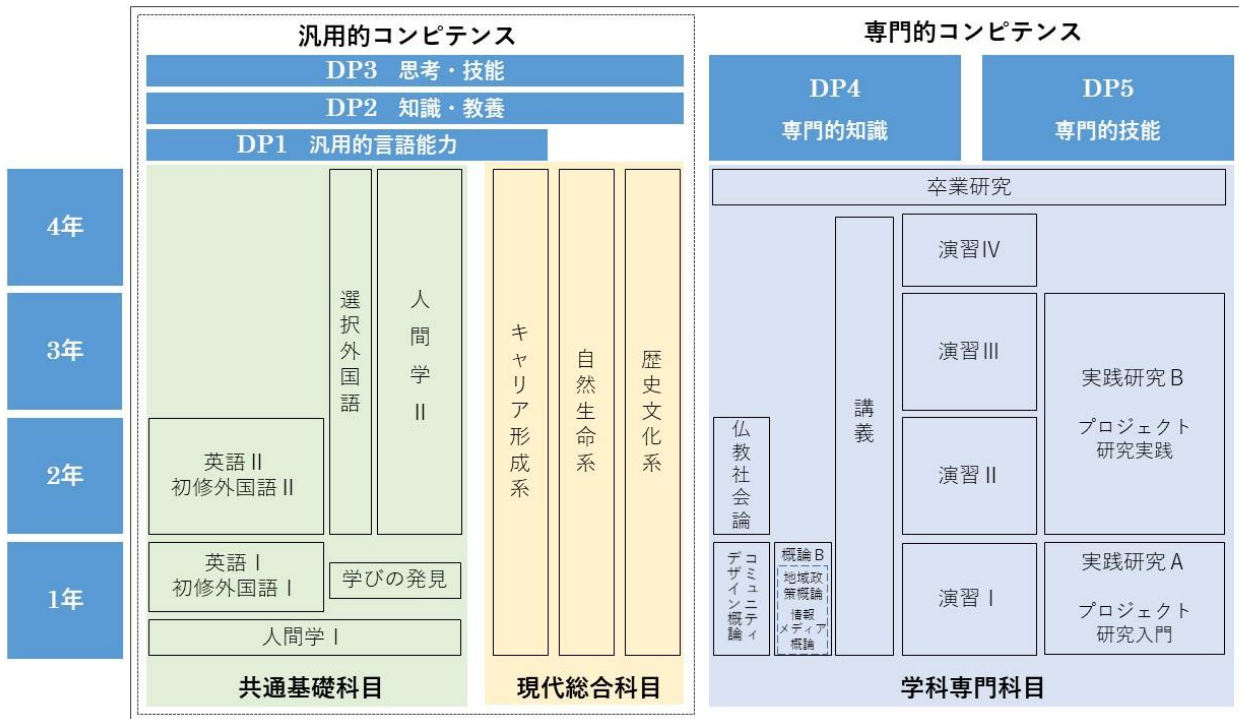 汎用的コンピテンス
DP3 思考・技能
DP2 知識・教養
DP1 汎用的言語能力
専門的コンピテンス
DP4
専門的知識
DP5
専門的技能
4年
3年
2年
1年
選択外国語
人間学Ⅱ
英語Ⅱ
初修外国語Ⅱ
英語Ⅰ
初修外国語Ⅰ
学びの発見
人間学Ⅰ
共通基礎科目
キャリア形成系
自然生命系
歴史文化系
現代総合科目
卒業研究
仏教社会論
コミュニティ
デザイン概論
概論B
地域政
策概論
情報
メディア
概論
講義
演習Ⅳ
演習Ⅲ
演習Ⅱ
演習Ⅰ
実践研究B
プロジェクト
研究実践
実践研究A
プロジェクト
研究入門
学科専門科目